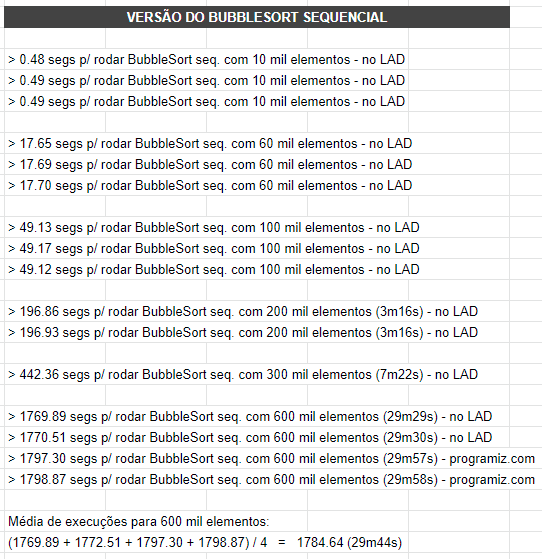 VERSÃO DO BUBBLESORT SEQUENCIAL
> 0.48 segs p/ rodar BubbleSort seq. com 10 mil elementos - no LAD
> 0.49 segs p/ rodar BubbleSort seq. com 10 mil elementos - no LAD
> 0.49 segs p/ rodar BubbleSort seq. com 10 mil elementos - no LAD
> 17.65 segs p/ rodar BubbleSort seq. com 60 mil elementos - no LAD
> 17.69 segs p/ rodar BubbleSort seq. com 60 mil elementos - no LAD
> 17.70 segs p/ rodar BubbleSort seq. com 60 mil elementos - no LAD
> 49.13 segs p/ rodar BubbleSort seq. com 100 mil elementos - no LAD
> 49.17 segs p/ rodar BubbleSort seq. com 100 mil elementos - no LAD
> 49.12 segs p/ rodar BubbleSort seq. com 100 mil elementos - no LAD
> 196.86 segs p/ rodar BubbleSort seq. com 200 mil elementos (3m16s) - no LAD
> 196.93 segs p/ rodar BubbleSort seq. com 200 mil elementos (3m16s) - no LAD
> 442.36 segs p/ rodar BubbleSort seq. com 300 mil elementos (7m22s) - no LAD
> 1769.89 segs p/ rodar BubbleSort seq. com 600 mil elementos (29m29s) - no LAD
> 1770.51 segs p/ rodar BubbleSort seq. com 600 mil elementos (29m30s) - no LAD
> 1797.30 segs p/ rodar BubbleSort seq. com 600 mil elementos (29m57s) - programiz.com
> 1798.87 segs p/ rodar BubbleSort seq. com 600 mil elementos (29m58s) - programiz.com
Média de execuções para 600 mil elementos:
(1769.89 + 1772.51 + 1797.30 + 1798.87) / 4 = 1784.64 (29m44s)